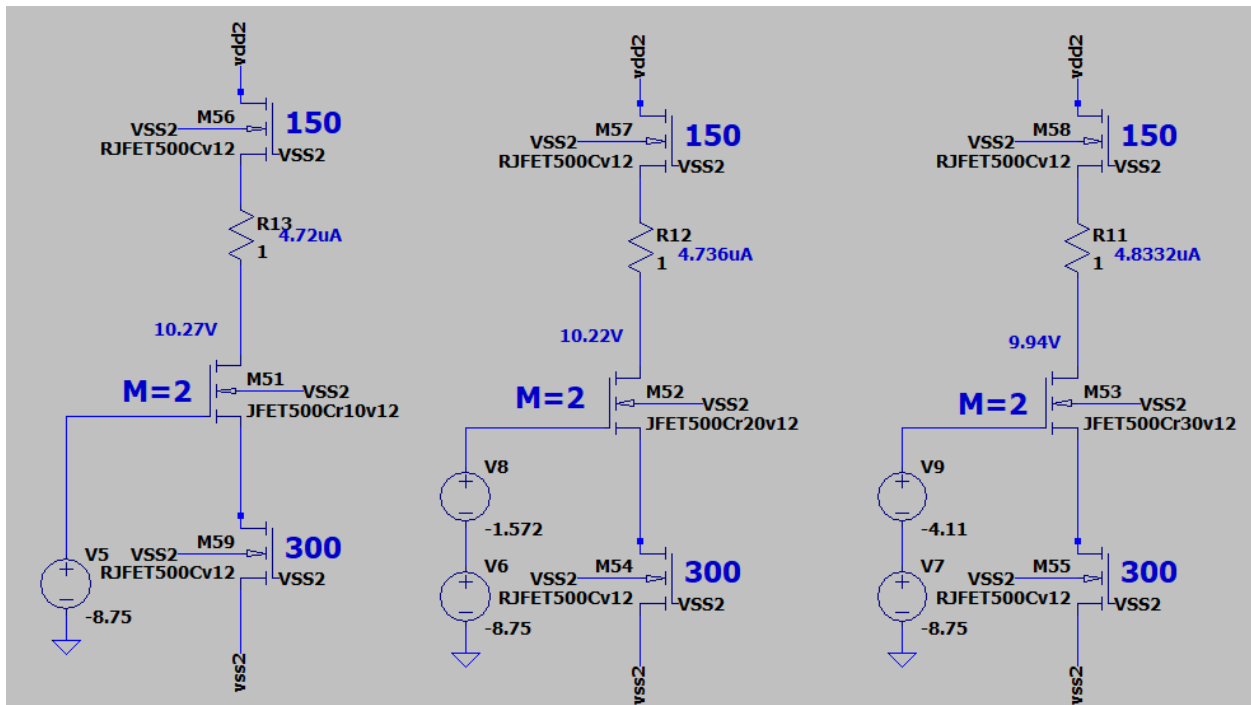 vdd2
M56
150
VSS2
RJFET500Cv12
VSS2
R13
4.72uA
1
10.27V
M=2
M51
VSS2
JFET500Cr10v12
V5
-8.75
M59
300
VSS2
RJFET500Cv12
VSS2
vss2
vdd2
M57
150
VSS2
RJFET500Cv12
VSS2
R12
4.736uA
1
10.22V
M=2
M52
VSS2
JFET500Cr20v12
V8
-1.572
V6
-8.75
M54
300
VSS2
RJFET500Cv12
VSS2
vss2
vdd2
M58
150
VSS2
RJFET500Cv12
VSS2
R11
4.8332uA
1
9.94V
M=2
M53
VSS2
JFET500Cr30v12
V9
-4.11
V7
-8.75
M55
300
VSS2
RJFET500Cv12
VSS2
vss2